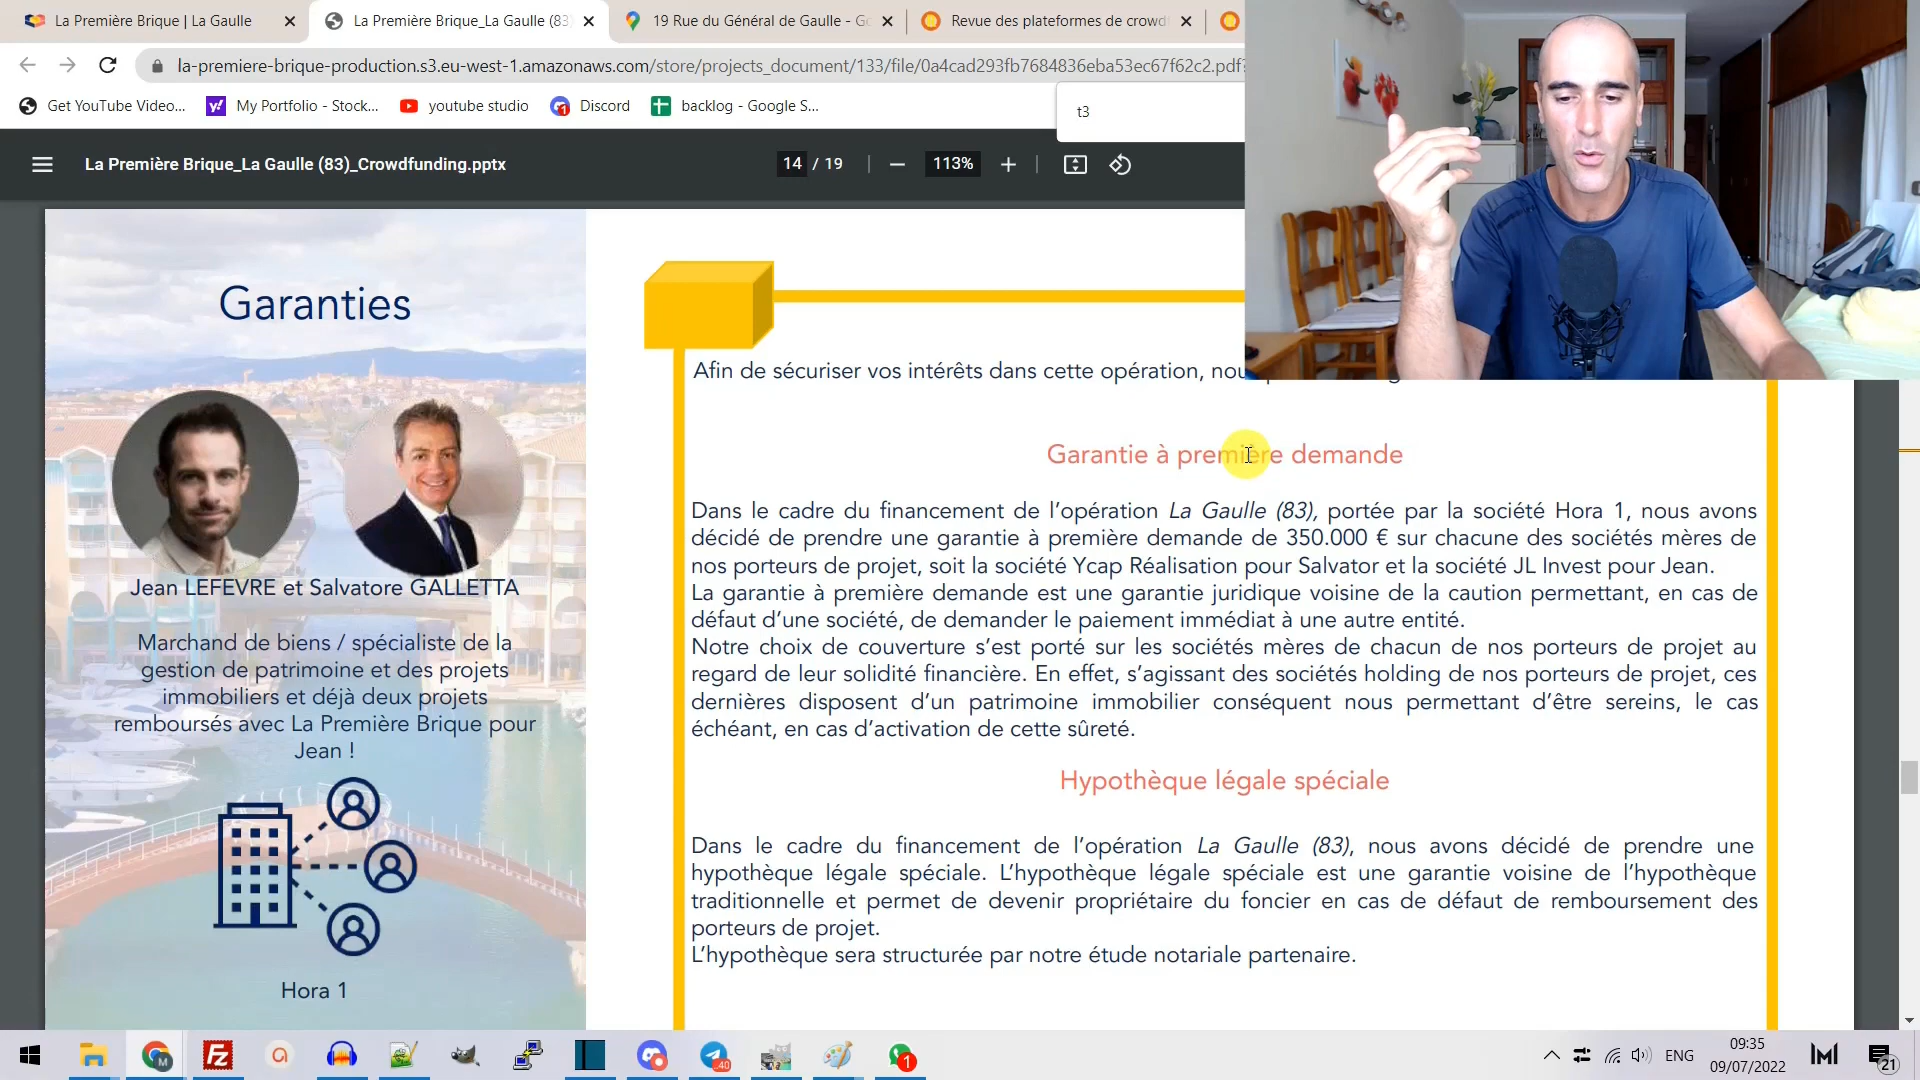 La Première Brique | La Gaulle
La Première Brique_La Gaulle (83)
19 Rue du Général de Gaulle - Go
Revue des plateformes de crowdf
la-premiere-brique-production.s3.eu-west-1.amazonaws.com/store/projects_document/133/file/0a4cad293fb7684836eba53ec67f62c2.pdf?
Get YouTube Video...
My Portfolio - Stock...
youtube studio
Discord
backlog - Google S...
t3
La Première Brique_La Gaulle (83)_Crowdfunding.pptx
14 / 19
113%
Garanties
Jean LEFEVRE et Salvatore GALLETTA
Marchand de biens / spécialiste de la
gestion de patrimoine et des projets
immobiliers et déjà deux projets
remboursés avec La Première Brique pour
Jean !
Hora 1
Afin de sécuriser vos intérêts dans cette opération,
Garantie à première demande
Dans le cadre du financement de l'opération La Gaulle (83), portée par la société Hora 1, nous avons
décidé de prendre une garantie à première demande de 350.000 € sur chacune des sociétés mères de
nos porteurs de projet, soit la société Ycap Réalisation pour Salvator et la société JL Invest pour Jean.
La garantie à première demande est une garantie juridique voisine de la caution permettant, en cas de
défaut d'une société, de demander le paiement immédiat à une autre entité.
Notre choix de couverture s'est porté sur les sociétés mères de chacun de nos porteurs de projet au
regard de leur solidité financière. En effet, s'agissant des sociétés holding de nos porteurs de projet, ces
dernières disposent d'un patrimoine immobilier conséquent nous permettant d'être sereins, le cas
échéant, en cas d'activation de cette sûreté.
Hypothèque légale spéciale
Dans le cadre du financement de l'opération La Gaulle (83), nous avons décidé de prendre une
hypothèque légale spéciale. L'hypothèque légale spéciale est une garantie voisine de l'hypothèque
traditionnelle et permet de devenir propriétaire du foncier en cas de défaut de remboursement des
porteurs de projet.
L'hypothèque sera structurée par notre étude notariale partenaire.
ENG
09:35
09/07/2022
21